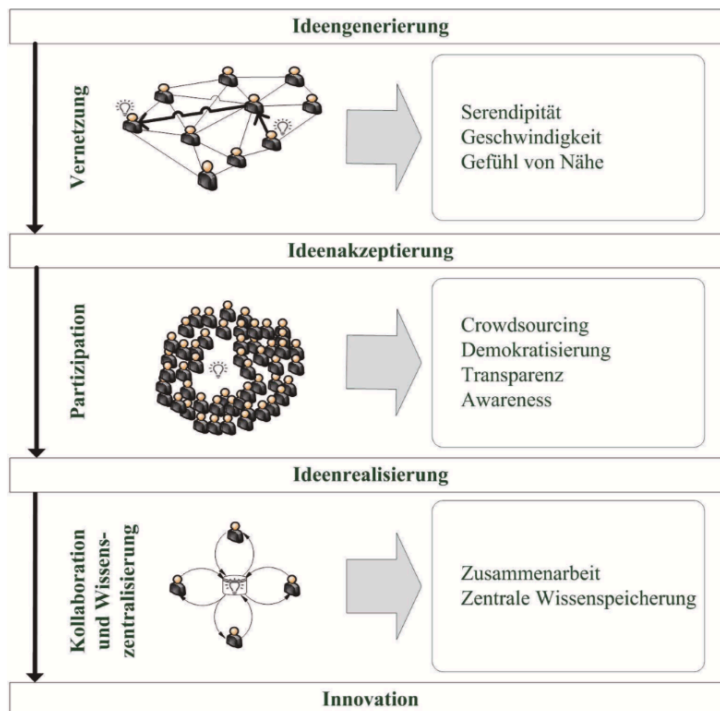 Ideengenerierung
Vernetzung
Serendipität
Geschwindigkeit
Gefühl von Nähe
Ideenakzeptierung
Partizipation
Crowdsourcing
Demokratisierung
Transparenz
Awareness
Ideenrealisierung
Kollaboration
und Wissens-
zentralisierung
Zusammenarbeit
Zentrale Wissenspeicherung
Innovation